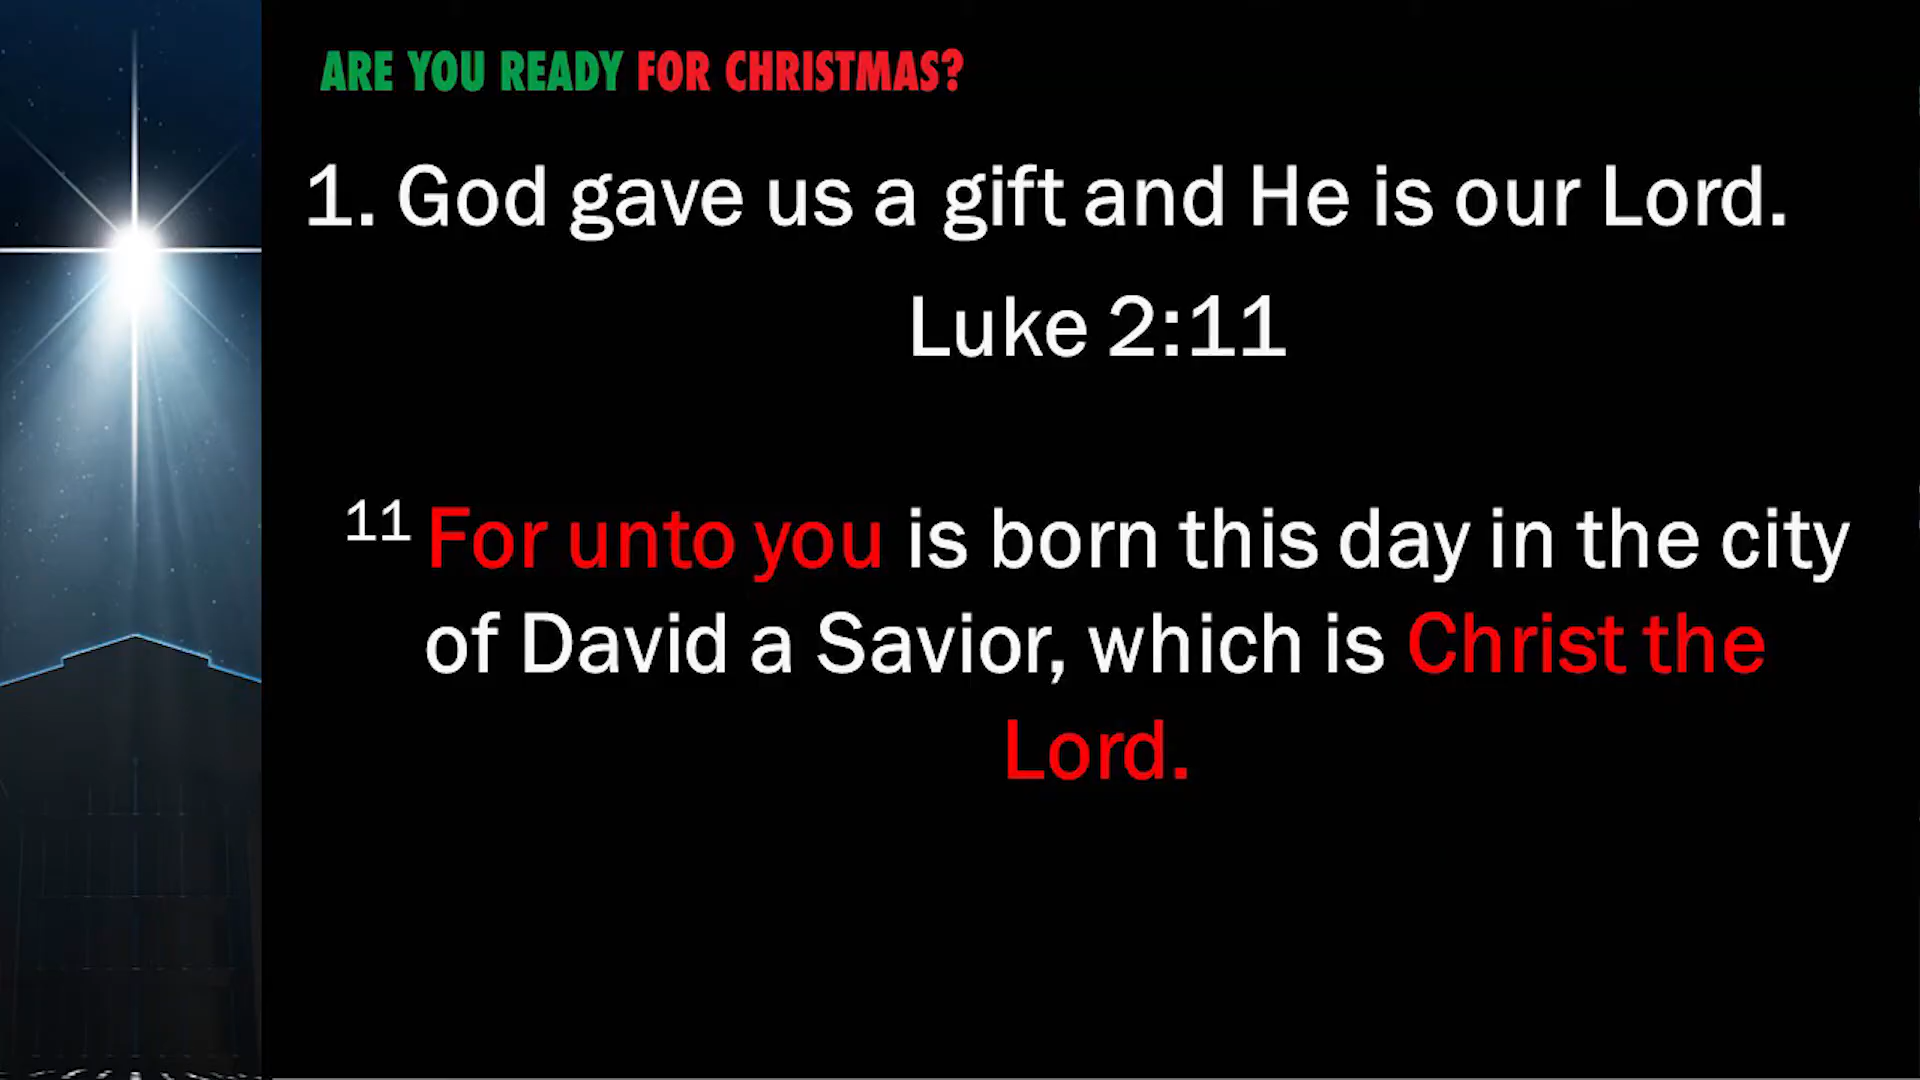 ARE YOU READY FOR CHRISTMAS?
1. God gave us a gift and He is our Lord.
Luke 2:11
11 For unto you is born this day in the city
of David a Savior, which is Christ the
Lord.